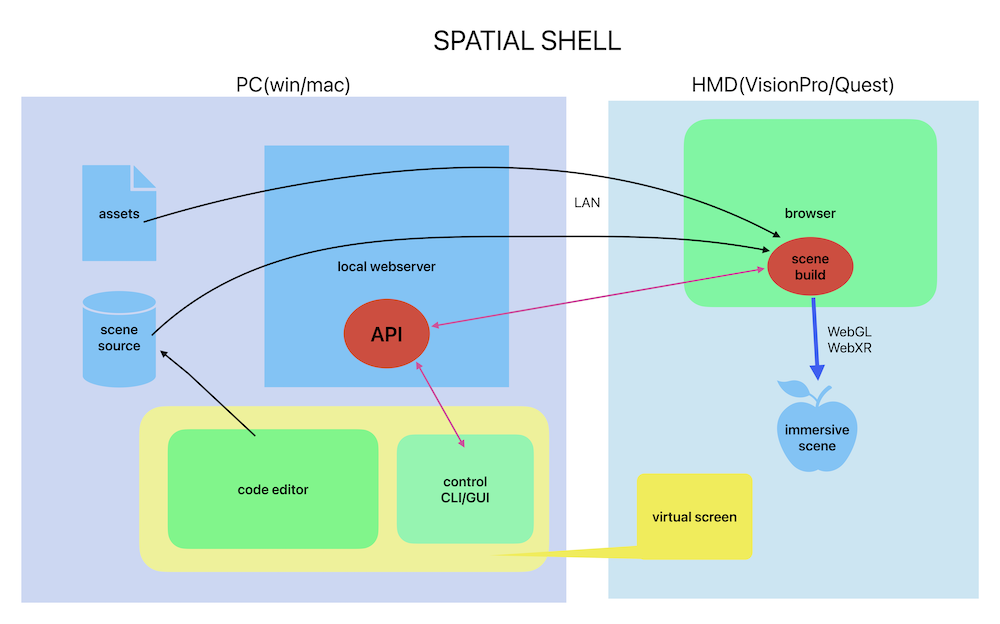 SPATIAL SHELL
PC(win/mac)
HMD(VisionPro/Quest)
assets
LAN
browser
local webserver
scene
build
scene
source
API
WebGL
WebXR
immersive
scene
code editor
control
CLI/GUI
virtual screen